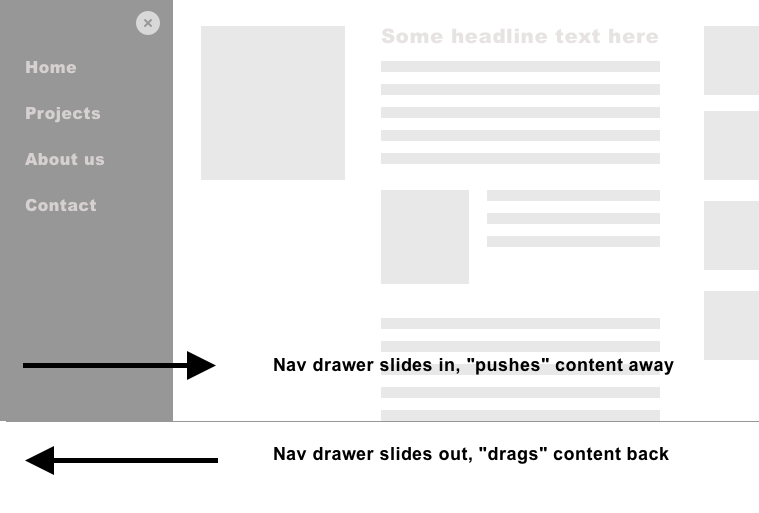 Home
Projects
About us
Contact
Some headline text here
Nav drawer slides in, "pushes" content away
Nav drawer slides out, "drags" content back